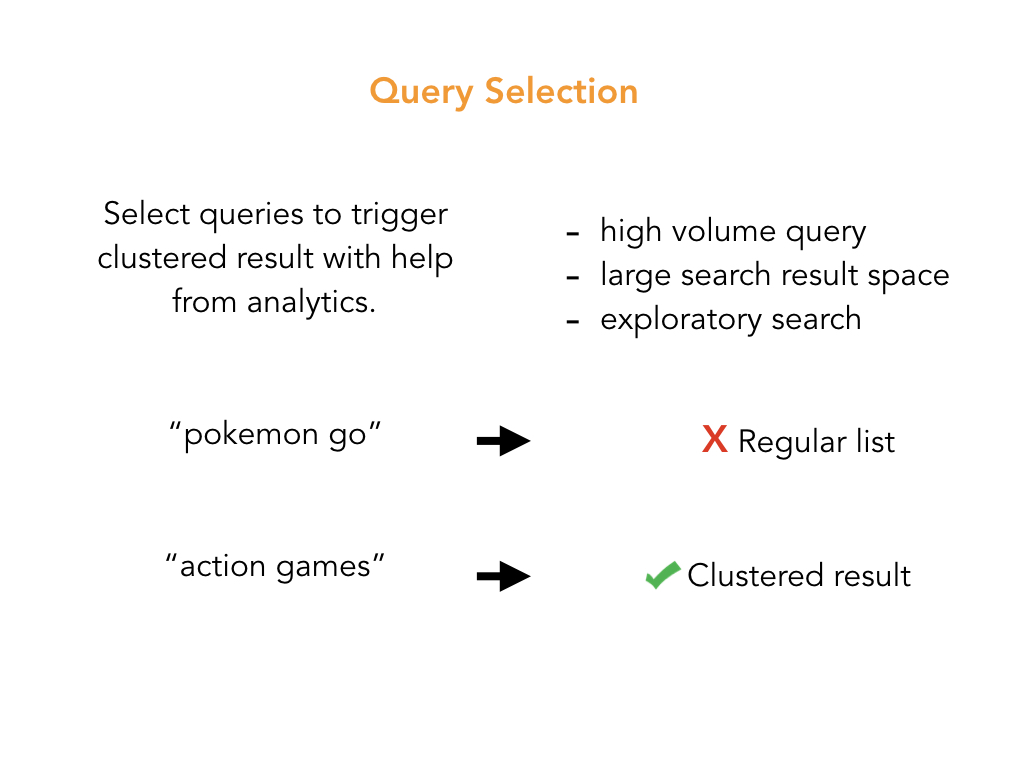 Query Selection
Select queries to trigger
clustered result with help
from analytics.
- high volume query
- large search result space
- exploratory search
“pokemon go”
X Regular list
“action games”
Clustered result